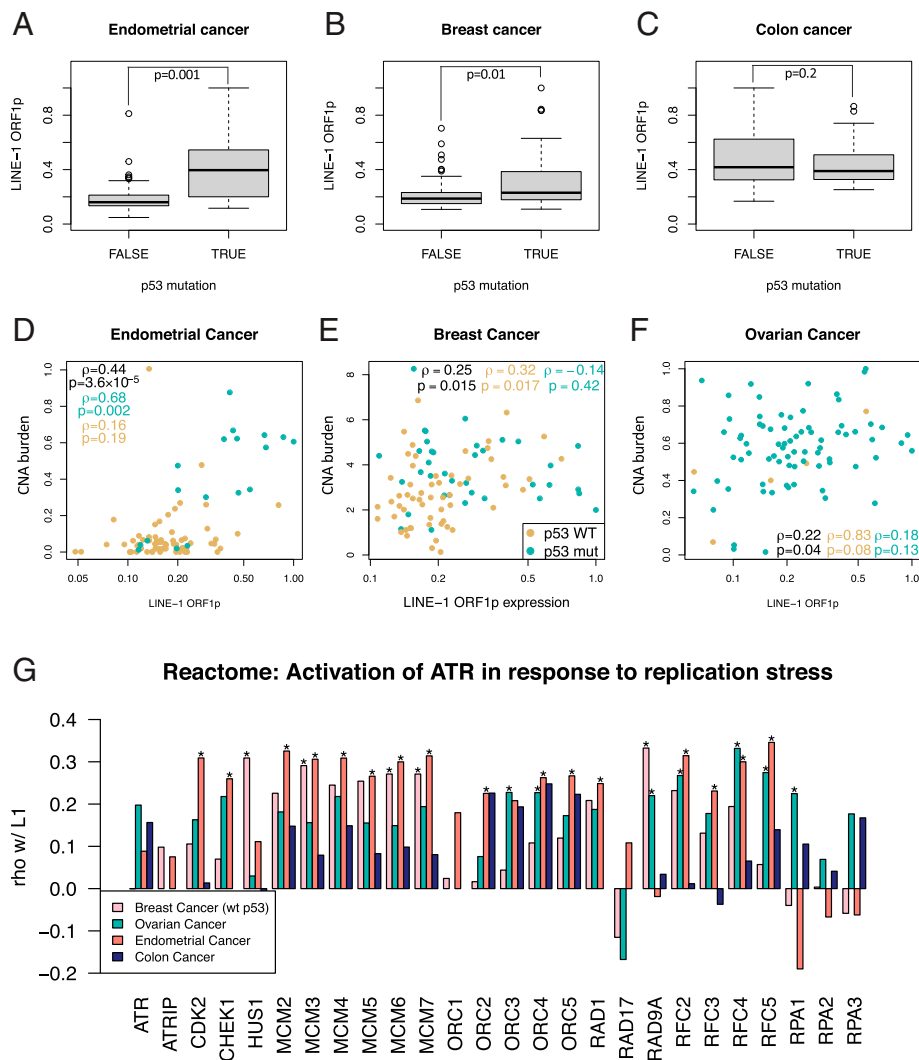 A
Endometrial cancer
p=0.001
LINE−1 ORF1p
0.0 0.4 0.8
FALSE TRUE
p53 mutation
B
Breast cancer
p=0.01
LINE−1 ORF1p
0.0 0.4 0.8
FALSE TRUE
p53 mutation
C
Colon cancer
p=0.2
LINE−1 ORF1p
0.0 0.4 0.8
FALSE TRUE
p53 mutation
D
Endometrial Cancer
ρ=0.44
p=3.6×10⁻⁵
ρ=0.68
p=0.002
ρ=0.16
p=0.19
CNA burden
0.0 0.2 0.4 0.6 0.8 1.0
0.05 0.10 0.20 0.50 1.00
LINE−1 ORF1p
E
Breast Cancer
ρ = 0.25 ρ = 0.32 ρ = −0.14
p = 0.015 p = 0.017 p = 0.42
CNA burden
0 2 4 6 8
p53 WT
p53 mut
0.1 0.2 0.5 1.0
LINE−1 ORF1p expression
F
Ovarian Cancer
CNA burden
0.0 0.2 0.4 0.6 0.8 1.0
ρ=0.22 ρ=0.83 ρ=0.18
p=0.04 p=0.08 p=0.13
0.1 0.2 0.5 1.0
LINE−1 ORF1p
G
Reactome: Activation of ATR in response to replication stress
rho w/ L1
0.4
0.3
0.2
0.1
0.0
−0.1
−0.2
* * * * * * * * * * * * * * * * * * * * * * * * * * *
Breast Cancer (wt p53)
Ovarian Cancer
Endometrial Cancer
Colon Cancer
ATR ATRIP CDK2 CHEK1 HUS1 MCM2 MCM3 MCM4 MCM5 MCM6 MCM7 ORC1 ORC2 ORC3 ORC4 ORC5 RAD1 RAD17 RAD9A RFC2 RFC3 RFC4 RFC5 RPA1 RPA2 RPA3